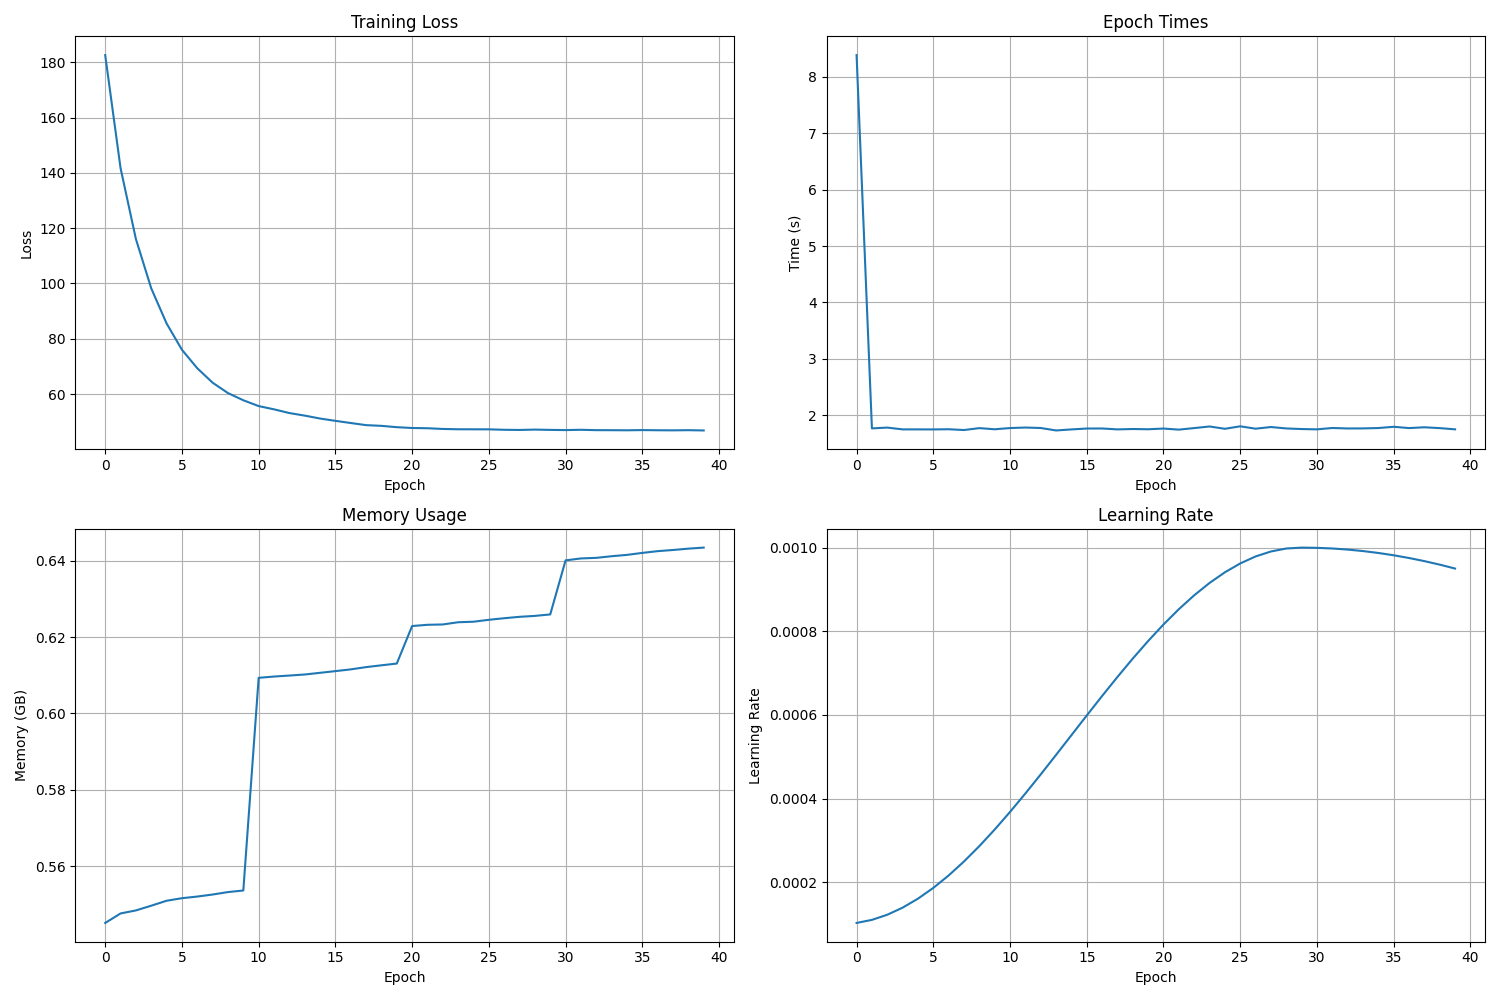 Training Loss
Loss
180
160
140
120
100
80
60
0 5 10 15 20 25 30 35 40
Epoch
Epoch Times
Time (s)
8
7
6
5
4
3
2
0 5 10 15 20 25 30 35 40
Epoch
Memory Usage
Memory (GB)
0.64
0.62
0.60
0.58
0.56
0 5 10 15 20 25 30 35 40
Epoch
Learning Rate
Learning Rate
0.0010
0.0008
0.0006
0.0004
0.0002
0 5 10 15 20 25 30 35 40
Epoch